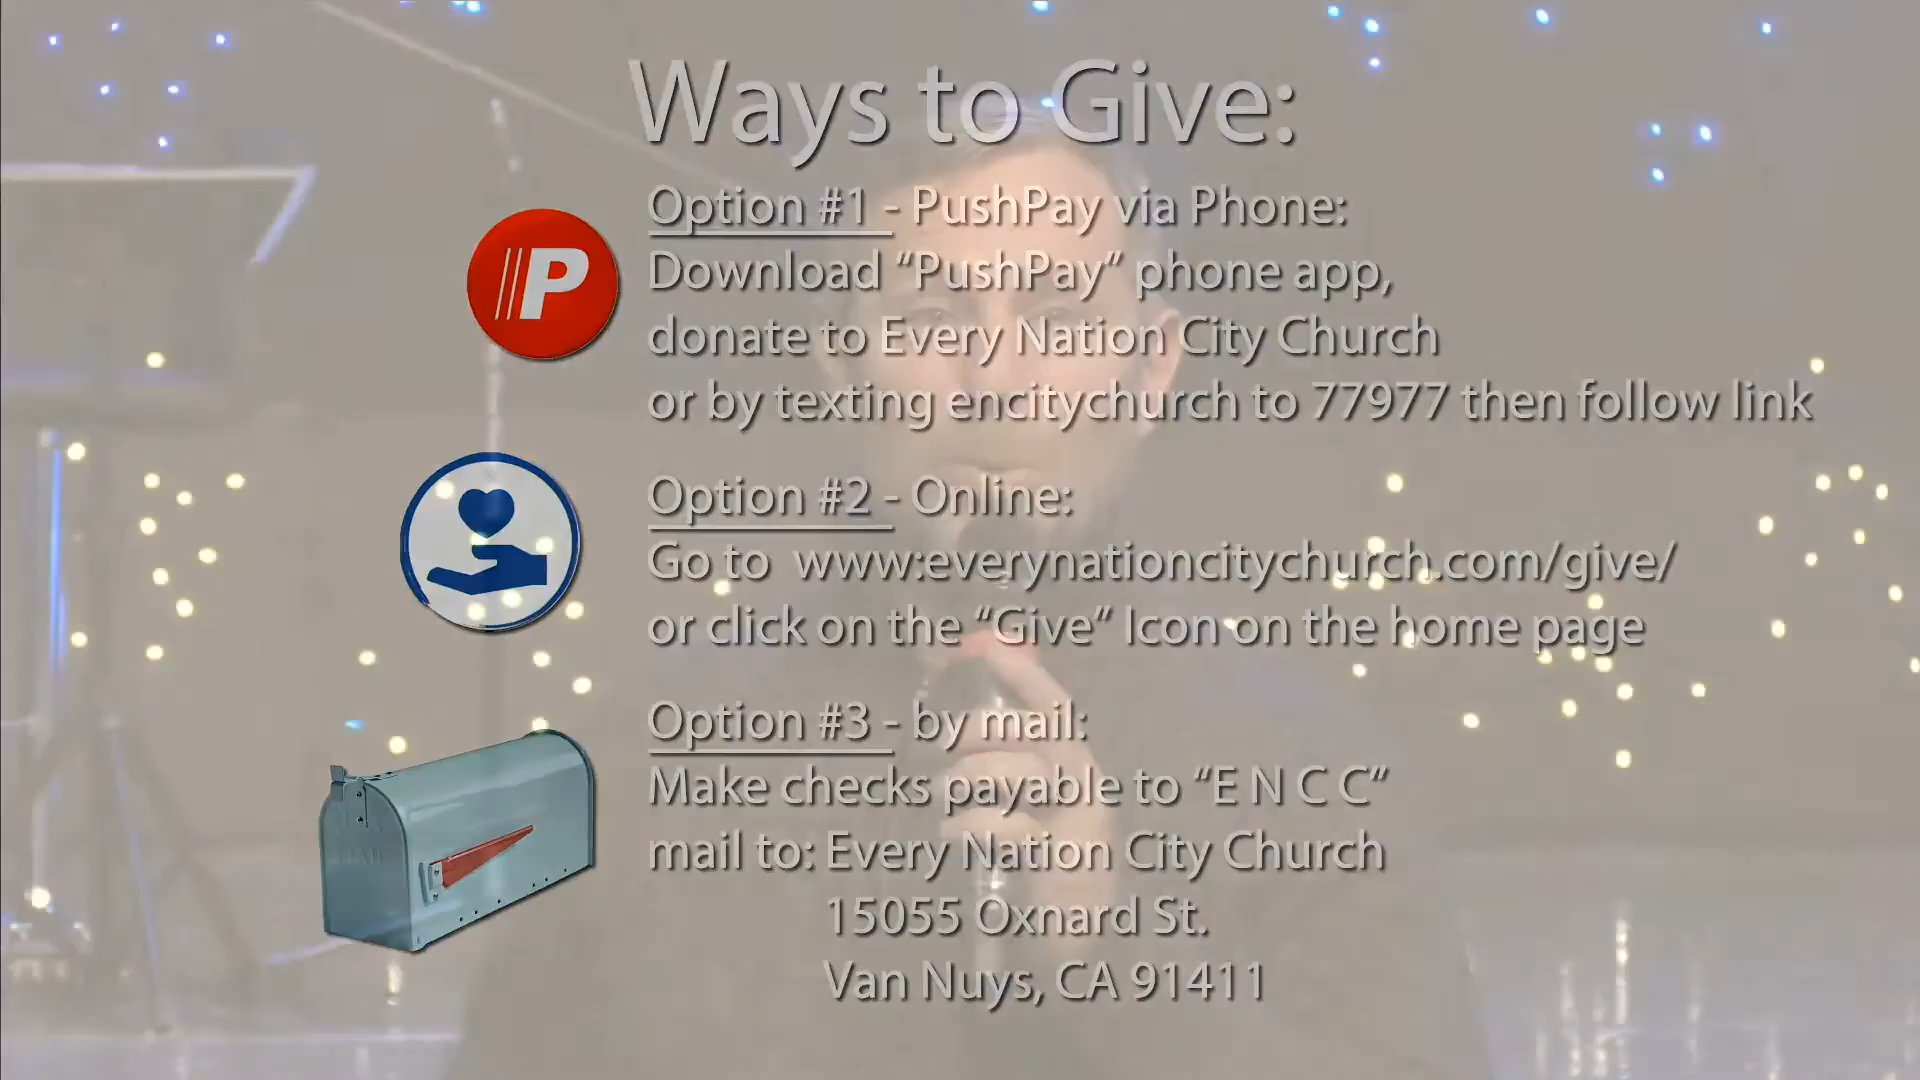 Ways to Give:
Option #1 - PushPay via Phone:
Download “PushPay” phone app,
donate to Every Nation City Church
or by texting encitychurch to 77977 then follow link
P
Option #2 - Online:
Go to www:everynationcitychurch.com/give/
or click on the “Give” Icon on the home page
Option #3 - by mail:
Make checks payable to “E N C C”
mail to: Every Nation City Church
15055 Oxnard St.
Van Nuys, CA 91411